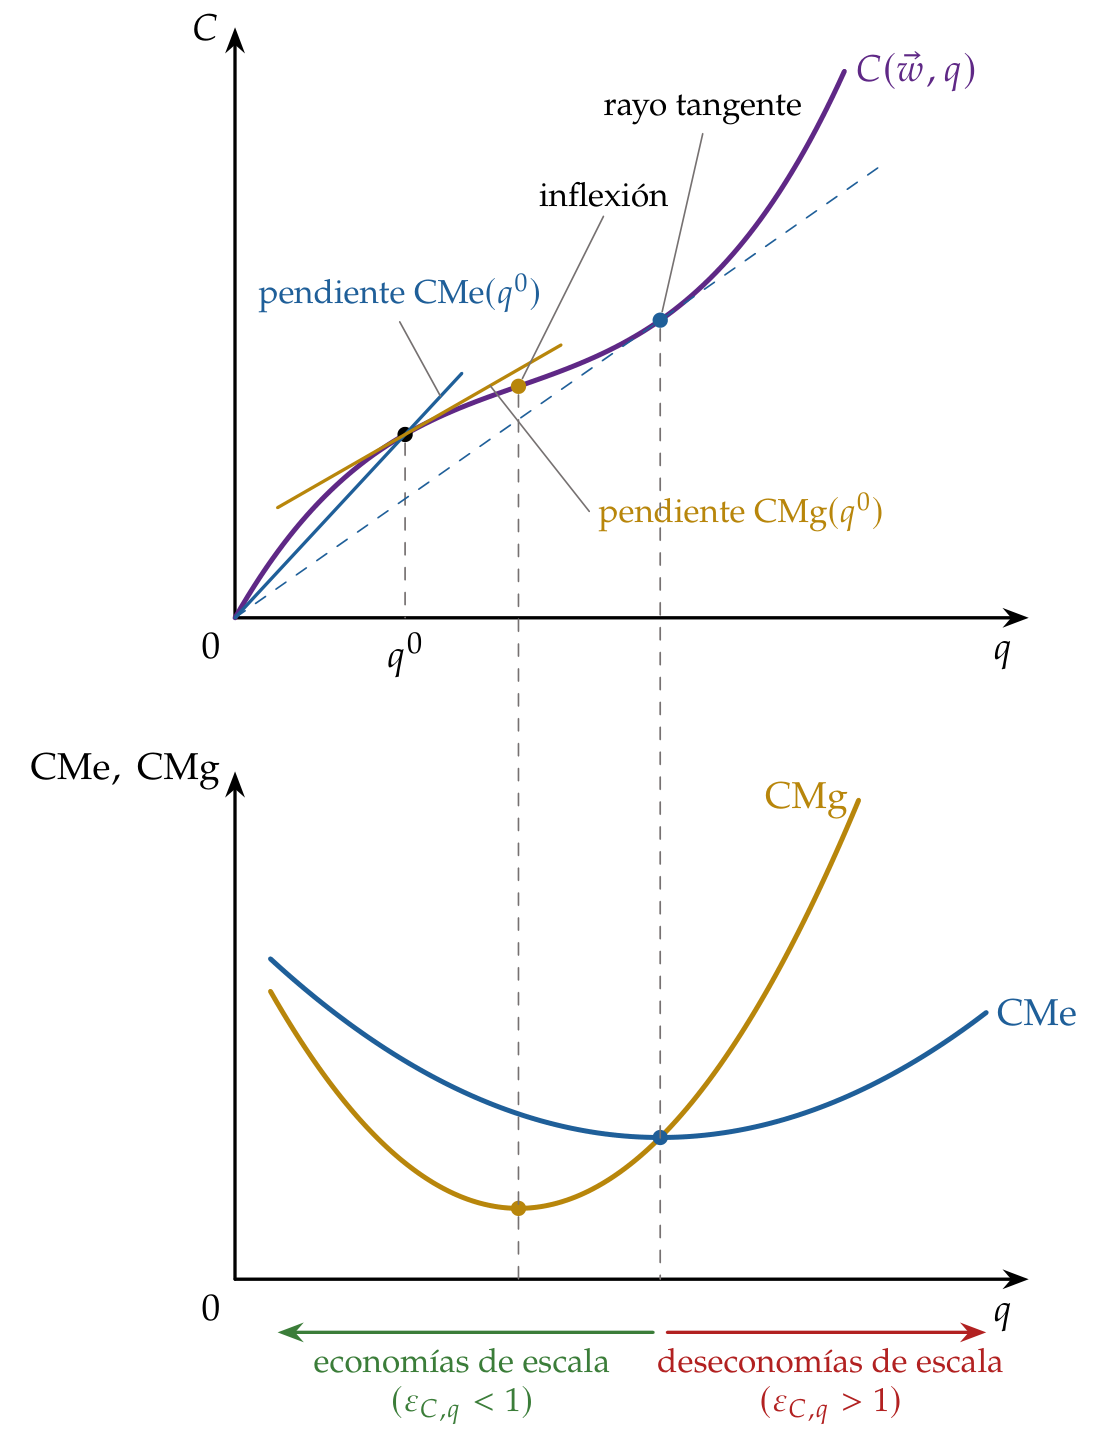 C
C(w⃗, q)
rayo tangente
inflexión
pendiente CMe(q⁰)
pendiente CMg(q⁰)
0
q⁰
q
CMe, CMg
CMg
CMe
0
q
economías de escala
(ε_{C,q} < 1)
deseconomías de escala
(ε_{C,q} > 1)